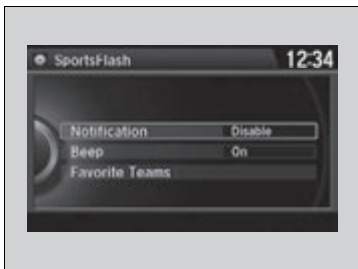 SportsFlash 12:34
Notification Disable
Beep On
Favorite Teams